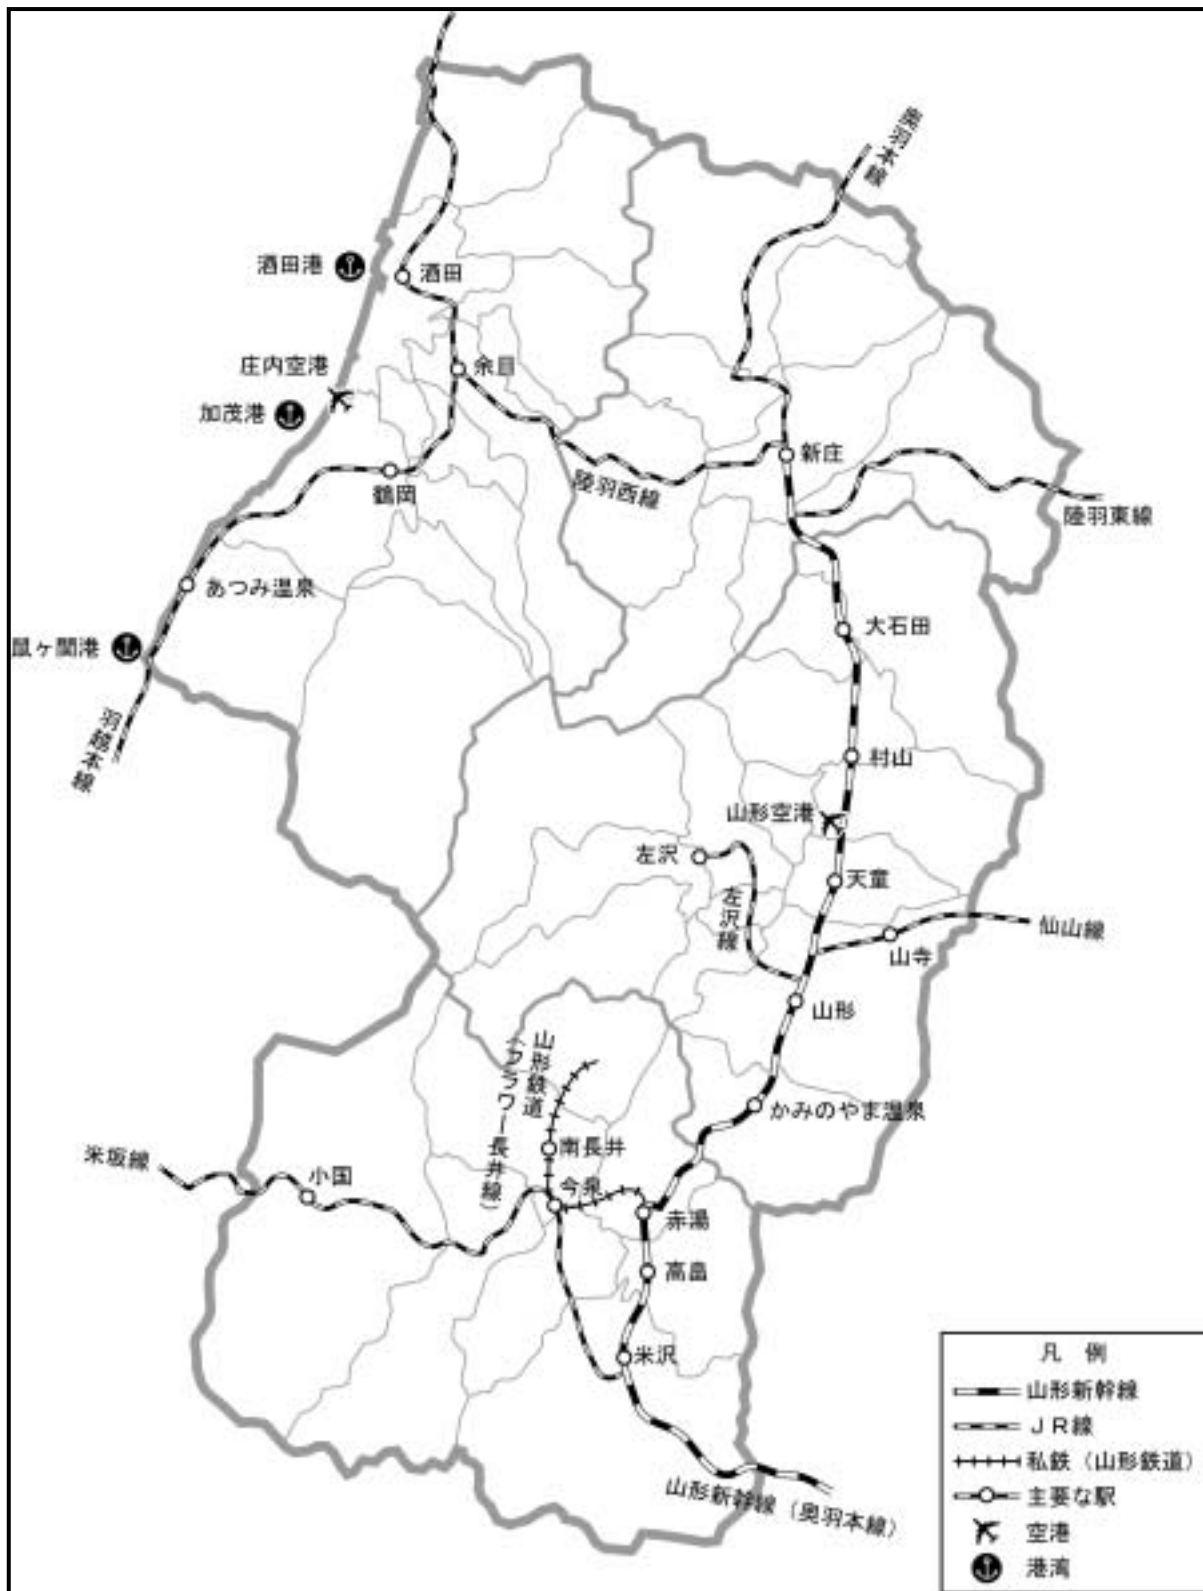 奥羽本線
酒田港
酒田
庄内空港
余目
加茂港
新庄
鶴岡
陸羽西線
陸羽東線
あつみ温泉
大石田
鼠ヶ関港
羽越本線
村山
山形空港
左沢
天童
左沢線
仙山線
山寺
山形
山形鉄道
(フラワー長井線)
かみのやま温泉
南長井
米坂線
小国
今泉
赤湯
高畠
米沢
山形新幹線（奥羽本線）
凡 例
山形新幹線
ＪＲ線
私鉄（山形鉄道）
主要な駅
空港
港湾